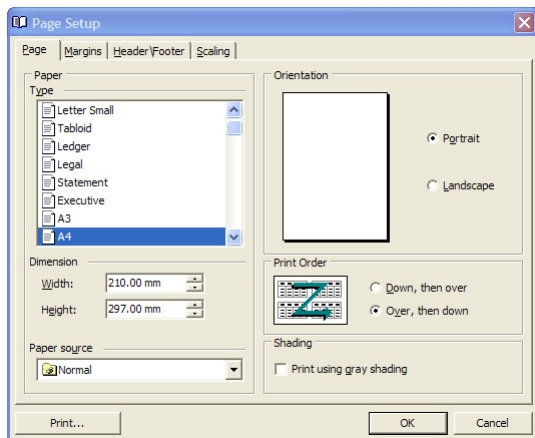 Page Setup
Page
Margins
Header\Footer
Scaling
Paper
Type
Letter Small
Tabloid
Ledger
Legal
Statement
Executive
A3
A4
Dimension
Width: 210.00 mm
Height: 297.00 mm
Paper source
Normal
Orientation
Portrait
Landscape
Print Order
Down, then over
Over, then down
Shading
Print using gray shading
Print...
OK
Cancel